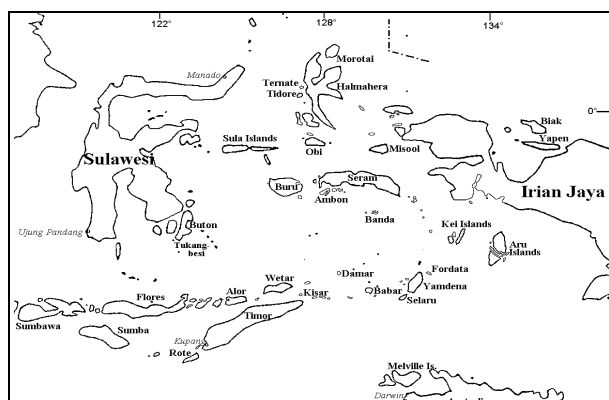 122° 128° 134°
Morotai
Manado
Ternate
Halmahera
Tidore
0°
Biak
Yapen
Sula Islands
Obi
Misool
Sulawesi
Seram
Buru
Irian Jaya
Ambon
Banda
Buton
Kei Islands
Ujung Pandang
Tukang-
besi
Aru
Islands
Fordata
Damar
Wetar
Yamdena
Flores
Alor
Kisar
Babar
Selaru
Sumbawa
Timor
Sumba
Kupang
Rote
Melville Is.
Darwin